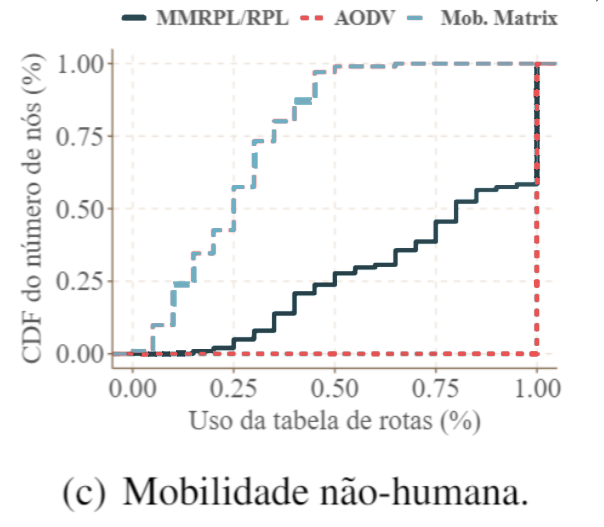 MMRPL/RPL AODV Mob. Matrix
CDF do número de nós (%)
1.00
0.75
0.50
0.25
0.00
0.00 0.25 0.50 0.75 1.00
Uso da tabela de rotas (%)
(c) Mobilidade não-humana.